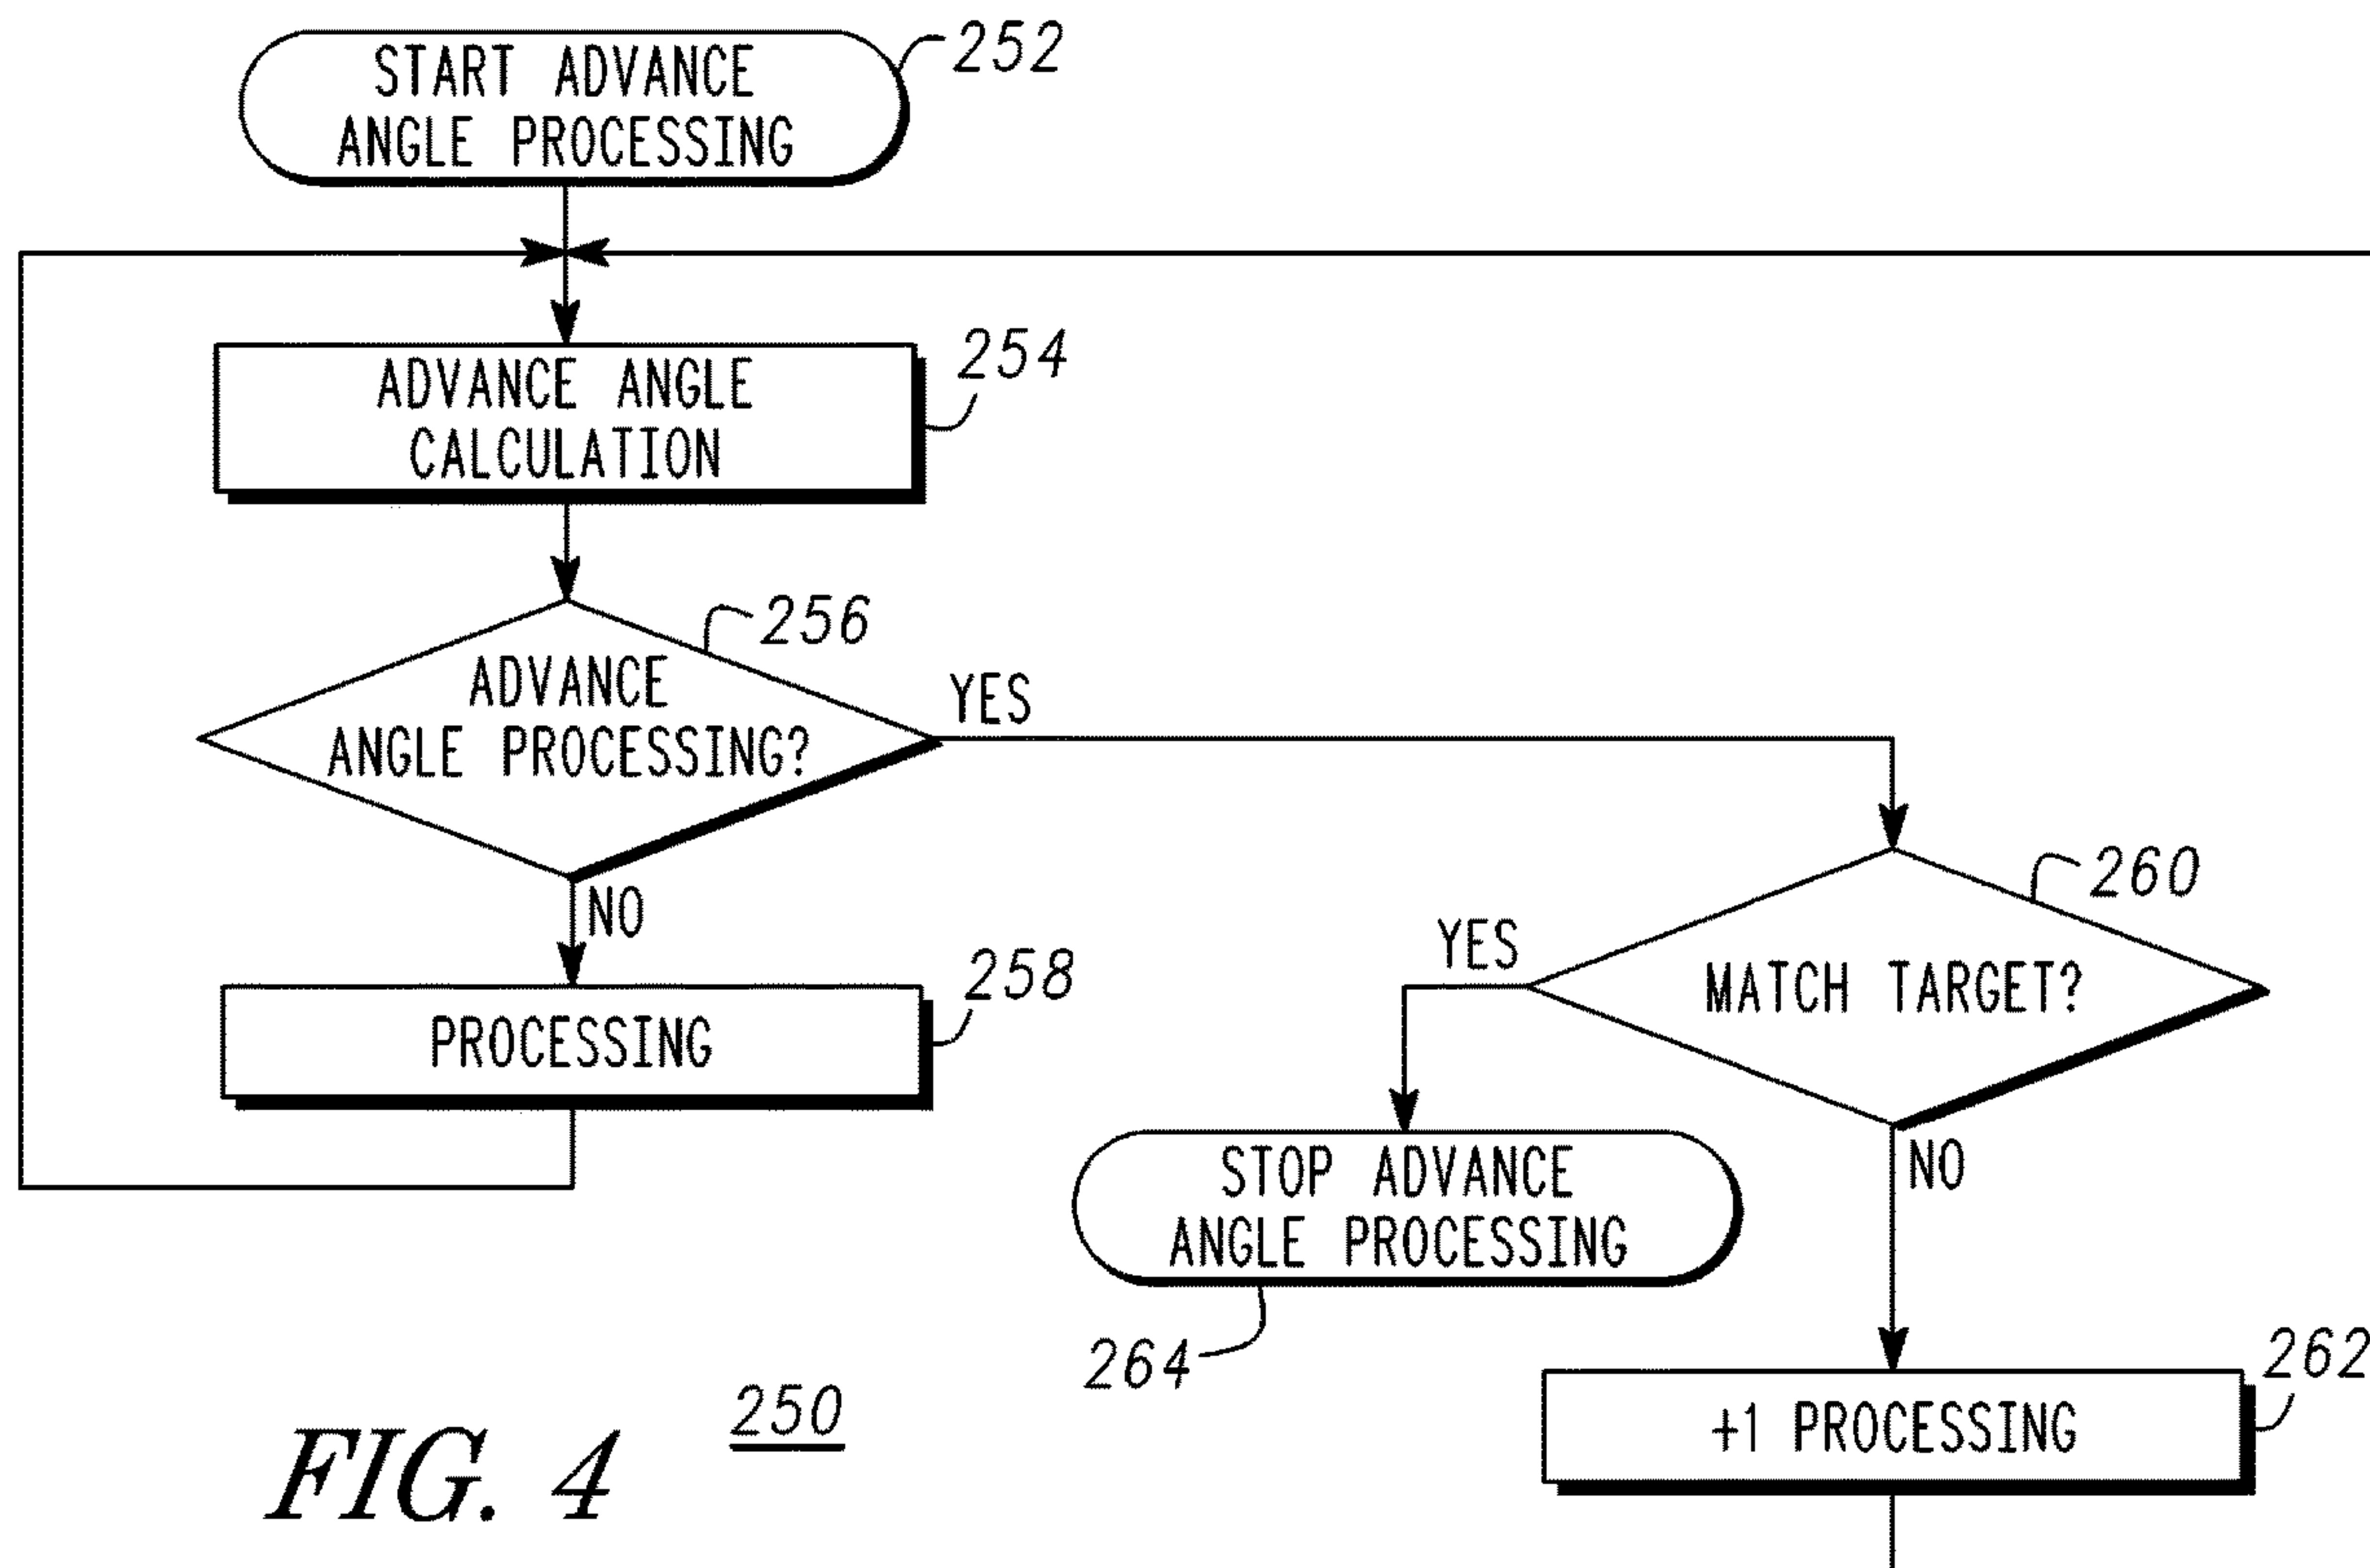 START ADVANCE
ANGLE PROCESSING
252
ADVANCE ANGLE
CALCULATION
254
256
ADVANCE
ANGLE PROCESSING?
YES
NO
PROCESSING
258
260
YES
MATCH TARGET?
NO
STOP ADVANCE
ANGLE PROCESSING
264
262
+1 PROCESSING
FIG. 4
250